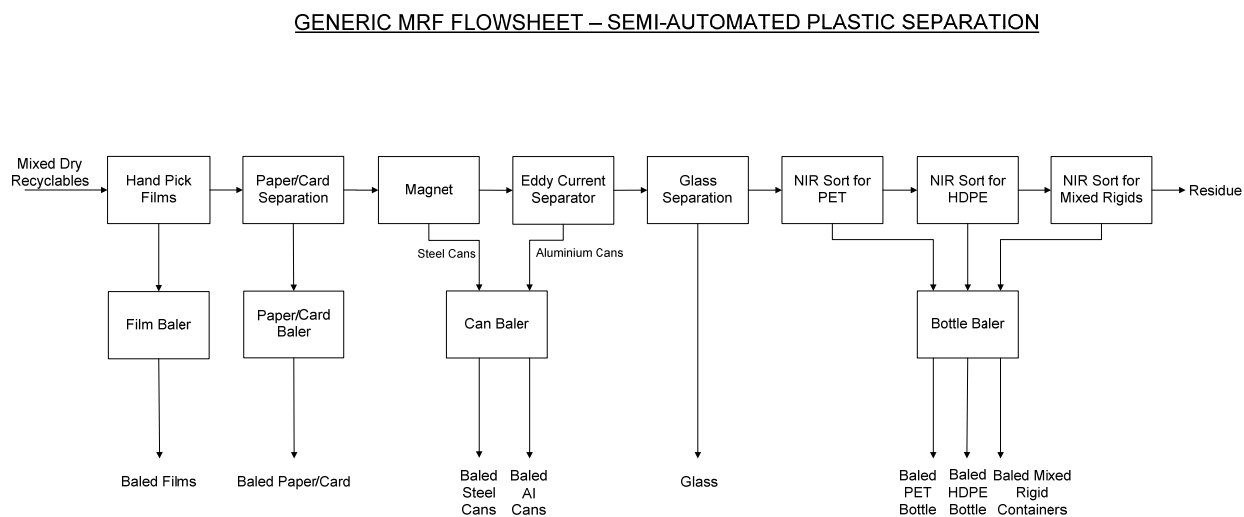 GENERIC MRF FLOWSHEET – SEMI-AUTOMATED PLASTIC SEPARATION
Mixed Dry
Recyclables
Hand Pick
Films
Paper/Card
Separation
Magnet
Eddy Current
Separator
Glass
Separation
NIR Sort for
PET
NIR Sort for
HDPE
NIR Sort for
Mixed Rigids
Residue
Steel Cans
Aluminium Cans
Film Baler
Paper/Card
Baler
Can Baler
Bottle Baler
Baled Films
Baled Paper/Card
Baled
Steel
Cans
Baled
Al
Cans
Glass
Baled
PET
Bottle
Baled
HDPE
Bottle
Baled Mixed
Rigid
Containers